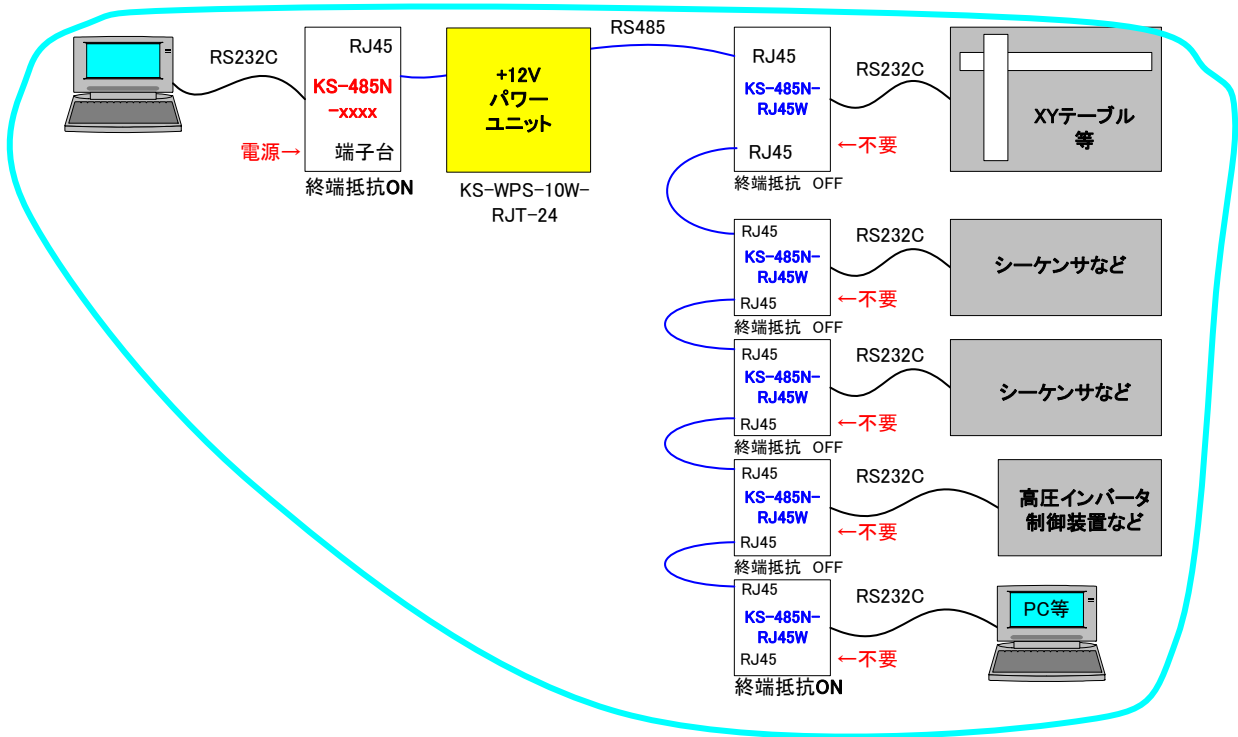 RS232C
RJ45
KS-485N
-xxxx
電源→
端子台
終端抵抗ON
+12V
パワー
ユニット
KS-WPS-10W-
RJT-24
RS485
RJ45
KS-485N-
RJ45W
RJ45
←不要
終端抵抗 OFF
RS232C
XYテーブル
等
RJ45
KS-485N-
RJ45W
RJ45
←不要
終端抵抗 OFF
RS232C
シーケンサなど
RJ45
KS-485N-
RJ45W
RJ45
←不要
終端抵抗 OFF
RS232C
シーケンサなど
RJ45
KS-485N-
RJ45W
RJ45
←不要
終端抵抗 OFF
RS232C
高圧インバータ
制御装置など
RJ45
KS-485N-
RJ45W
RJ45
←不要
終端抵抗ON
RS232C
PC等